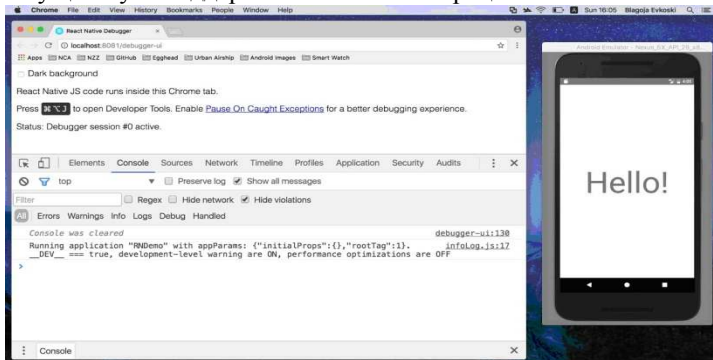 Chrome File Edit View History Bookmarks People Window Help Sun 16:05 Blagoja Evkoski
React Native Debugger
localhost:8081/debugger-ui
Apps NCA NZZ GitHub Egghead Urban Airship Android Images Smart Watch
Dark background
React Native JS code runs inside this Chrome tab.
Press ⌘⌥J to open Developer Tools. Enable Pause On Caught Exceptions for a better debugging experience.
Status: Debugger session #0 active.
Elements Console Sources Network Timeline Profiles Application Security Audits
top Preserve log Show all messages
Filter Regex Hide network Hide violations
All Errors Warnings Info Logs Debug Handled
Console was cleared debugger-ui:130
Running application "RNDemo" with appParams: {"initialProps":{},"rootTag":1}. infoLog.js:17
__DEV__ === true, development-level warning are ON, performance optimizations are OFF
Console
Hello!